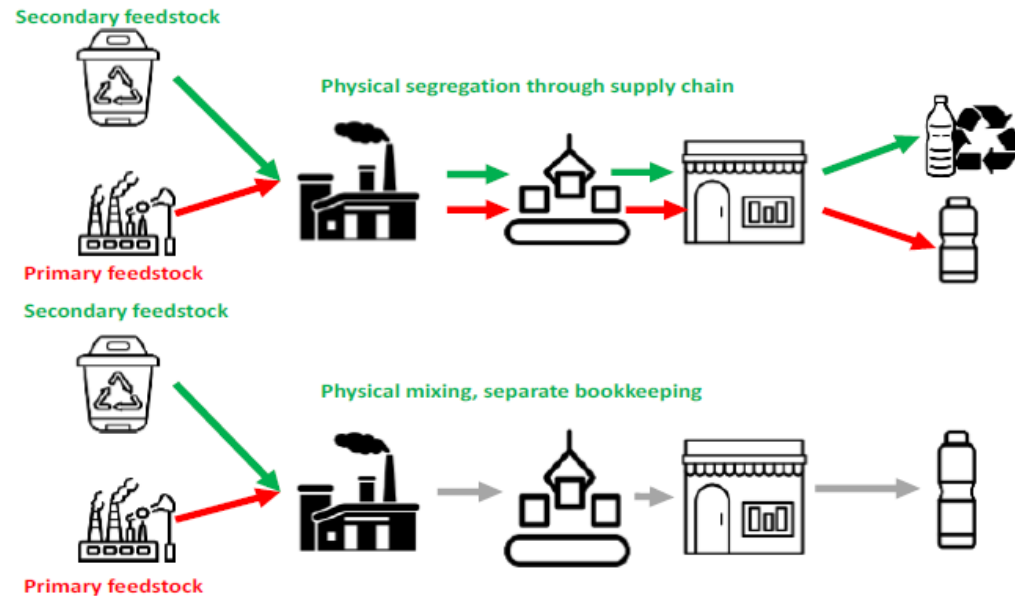 Secondary feedstock
Physical segregation through supply chain
Primary feedstock
Secondary feedstock
Physical mixing, separate bookkeeping
Primary feedstock